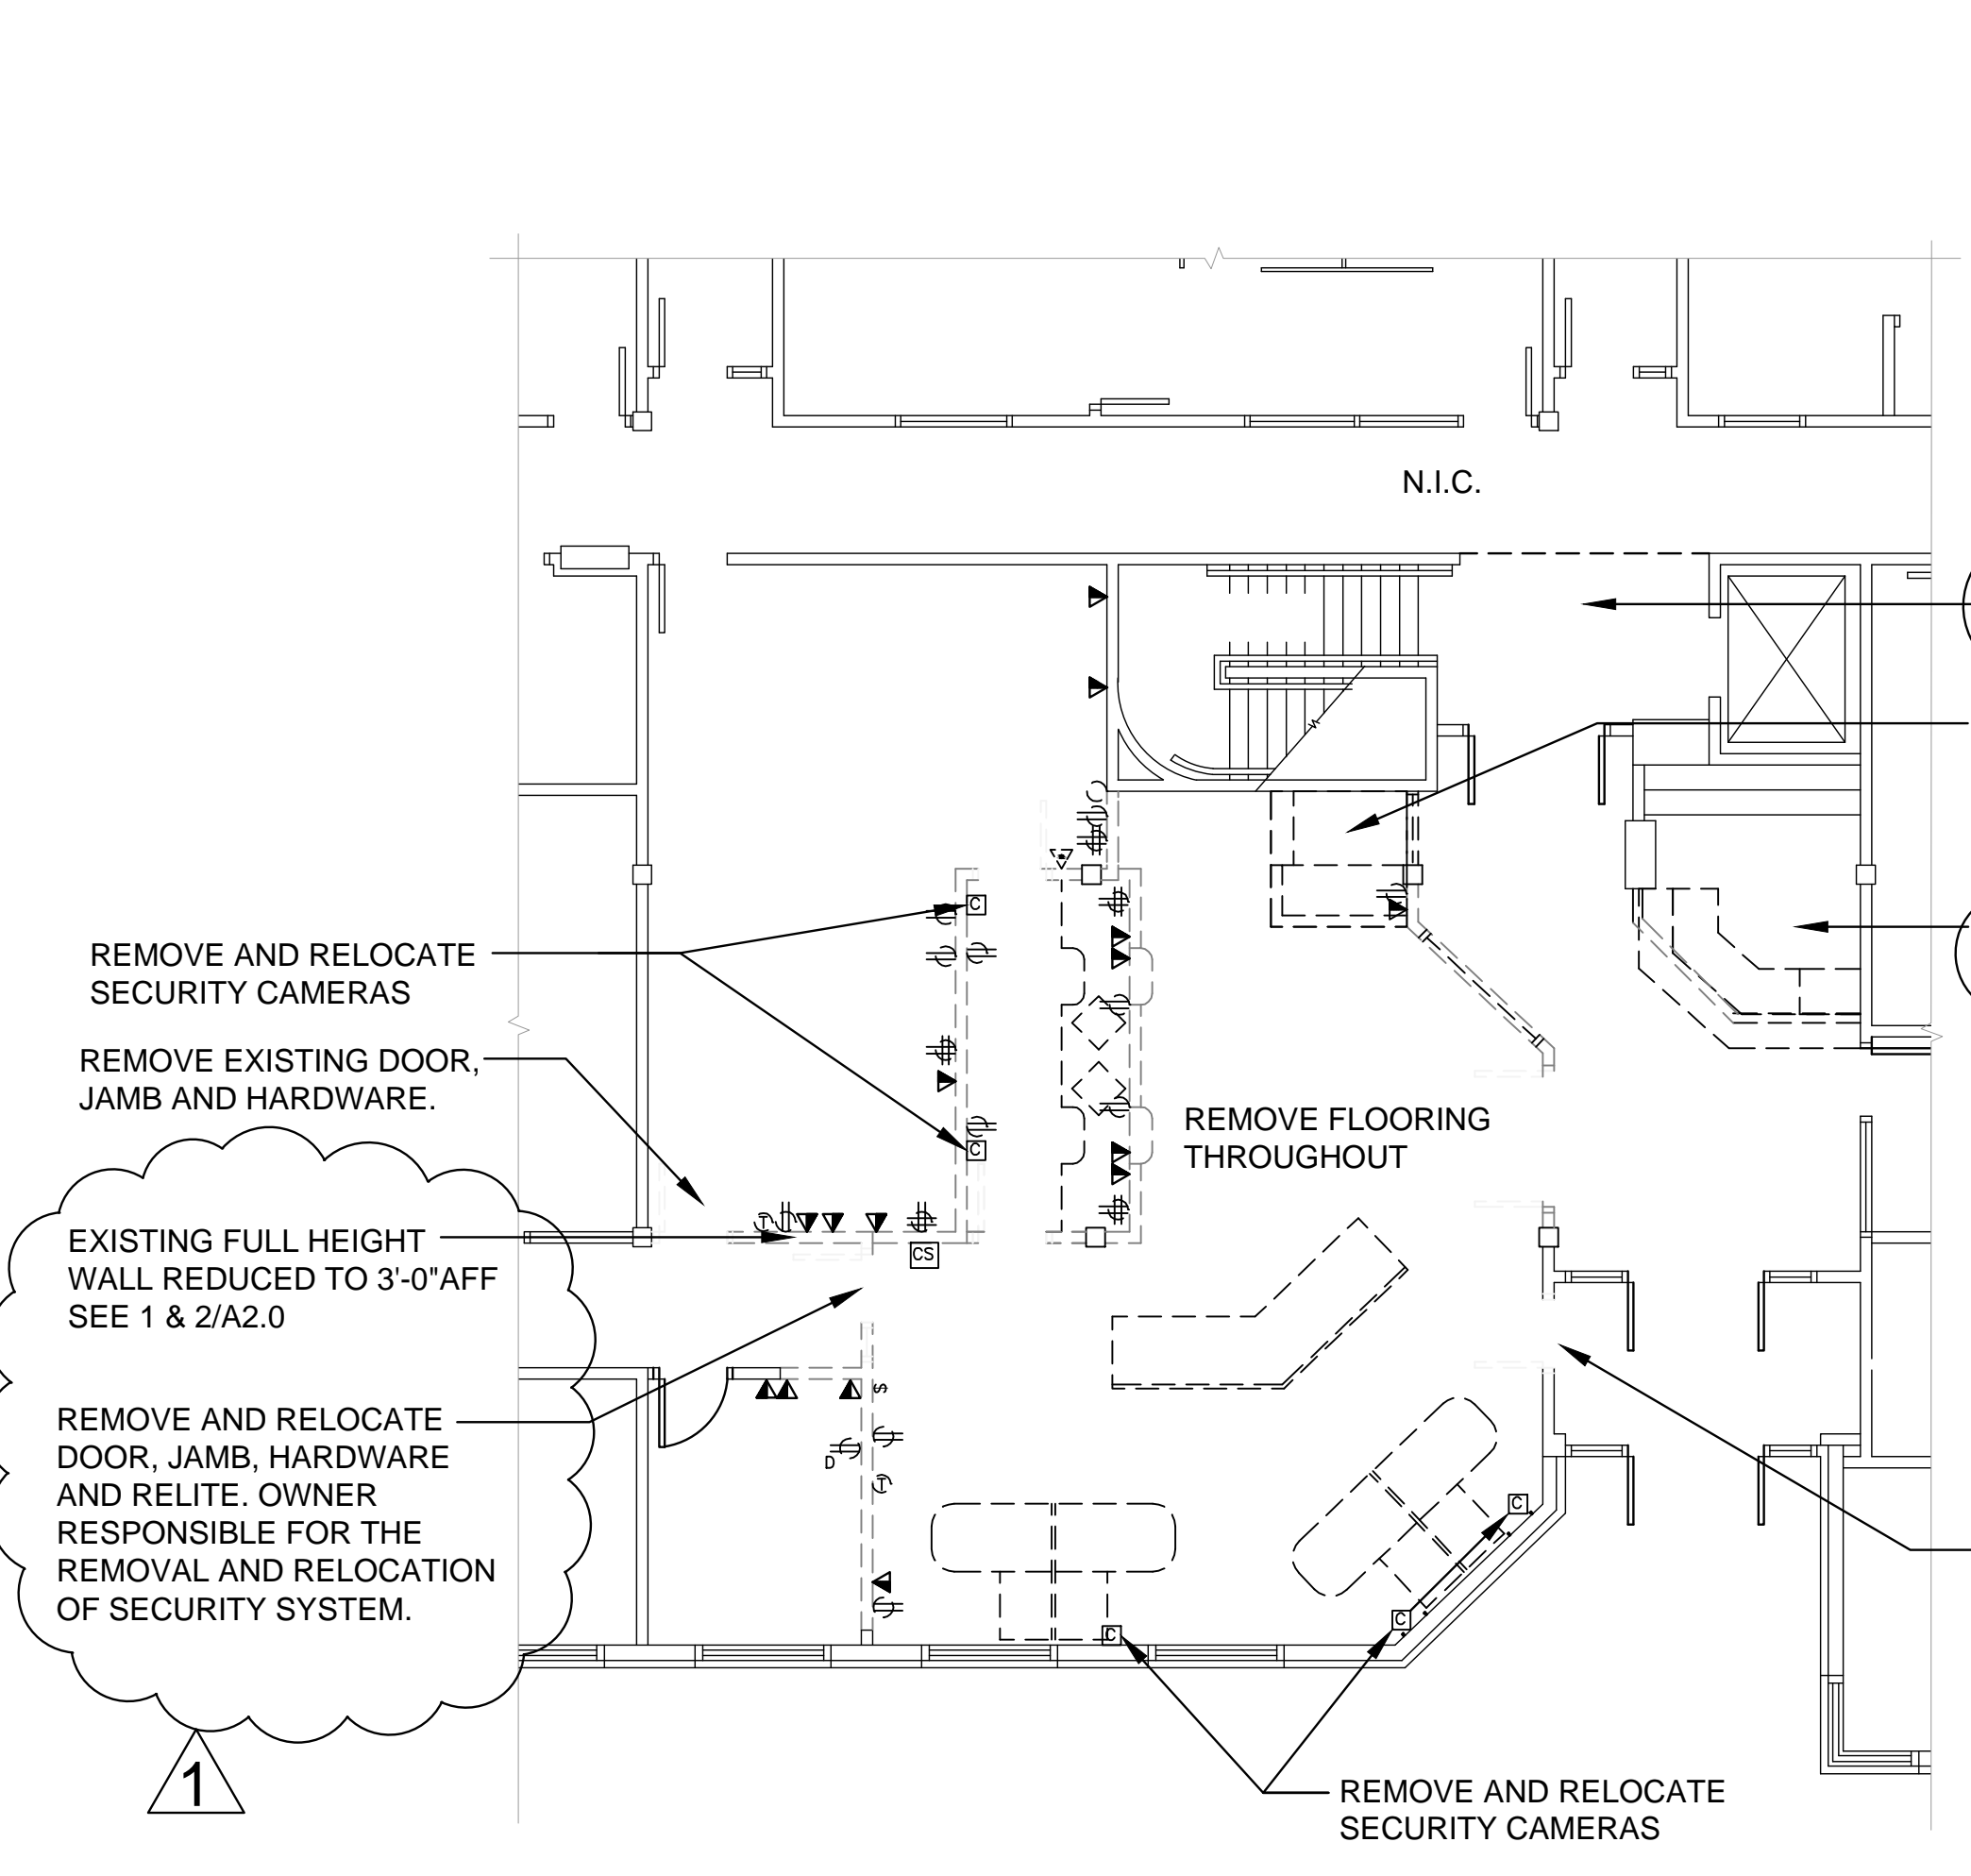 N.I.C.
REMOVE AND RELOCATE
SECURITY CAMERAS
REMOVE EXISTING DOOR,
JAMB AND HARDWARE.
EXISTING FULL HEIGHT
WALL REDUCED TO 3'-0"AFF
SEE 1 & 2/A2.0
REMOVE AND RELOCATE
DOOR, JAMB, HARDWARE
AND RELITE. OWNER
RESPONSIBLE FOR THE
REMOVAL AND RELOCATION
OF SECURITY SYSTEM.
1
C
C
T
CS
REMOVE FLOORING
THROUGHOUT
S
D
T
C
C
C
REMOVE AND RELOCATE
SECURITY CAMERAS